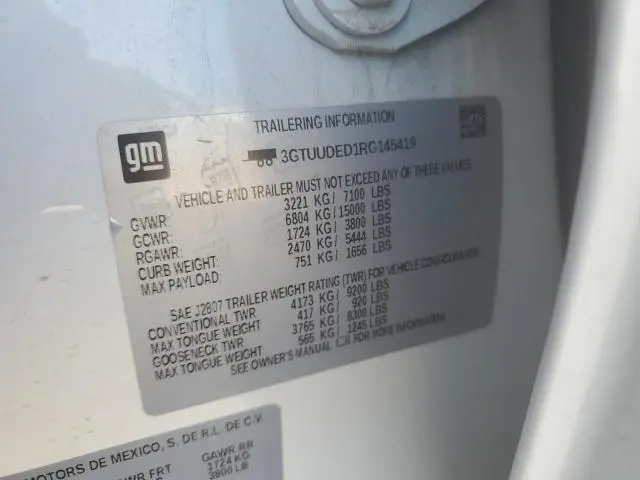 TRAILERING INFORMATION
gm
3GTUUDED1RG145419
VEHICLE AND TRAILER MUST NOT EXCEED ANY OF THESE VALUES
GVWR: 3221 KG/ 7100 LBS
GCWR: 6804 KG/ 15000 LBS
RGAWR: 1724 KG/ 3800 LBS
CURB WEIGHT: 2470 KG/ 5444 LBS
MAX PAYLOAD: 751 KG/ 1656 LBS
SAE J2807 TRAILER WEIGHT RATING (TWR) FOR VEHICLE CONFIGURATION
CONVENTIONAL TWR 4173 KG/ 9200 LBS
MAX TONGUE WEIGHT: 417 KG/ 920 LBS
GOOSENECK TWR 3765 KG/ 8300 LBS
MAX TONGUE WEIGHT: 565 KG/ 1245 LBS
SEE OWNER'S MANUAL FOR MORE INFORMATION
MOTORS DE MEXICO, S. DE R.L. DE C.V.
WR FRT GAWR RR
1724 KG
3800 LB